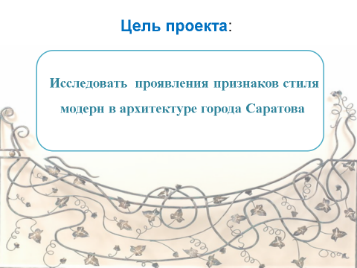 Цель проекта:
Исследовать проявления признаков стиля
модерн в архитектуре города Саратова